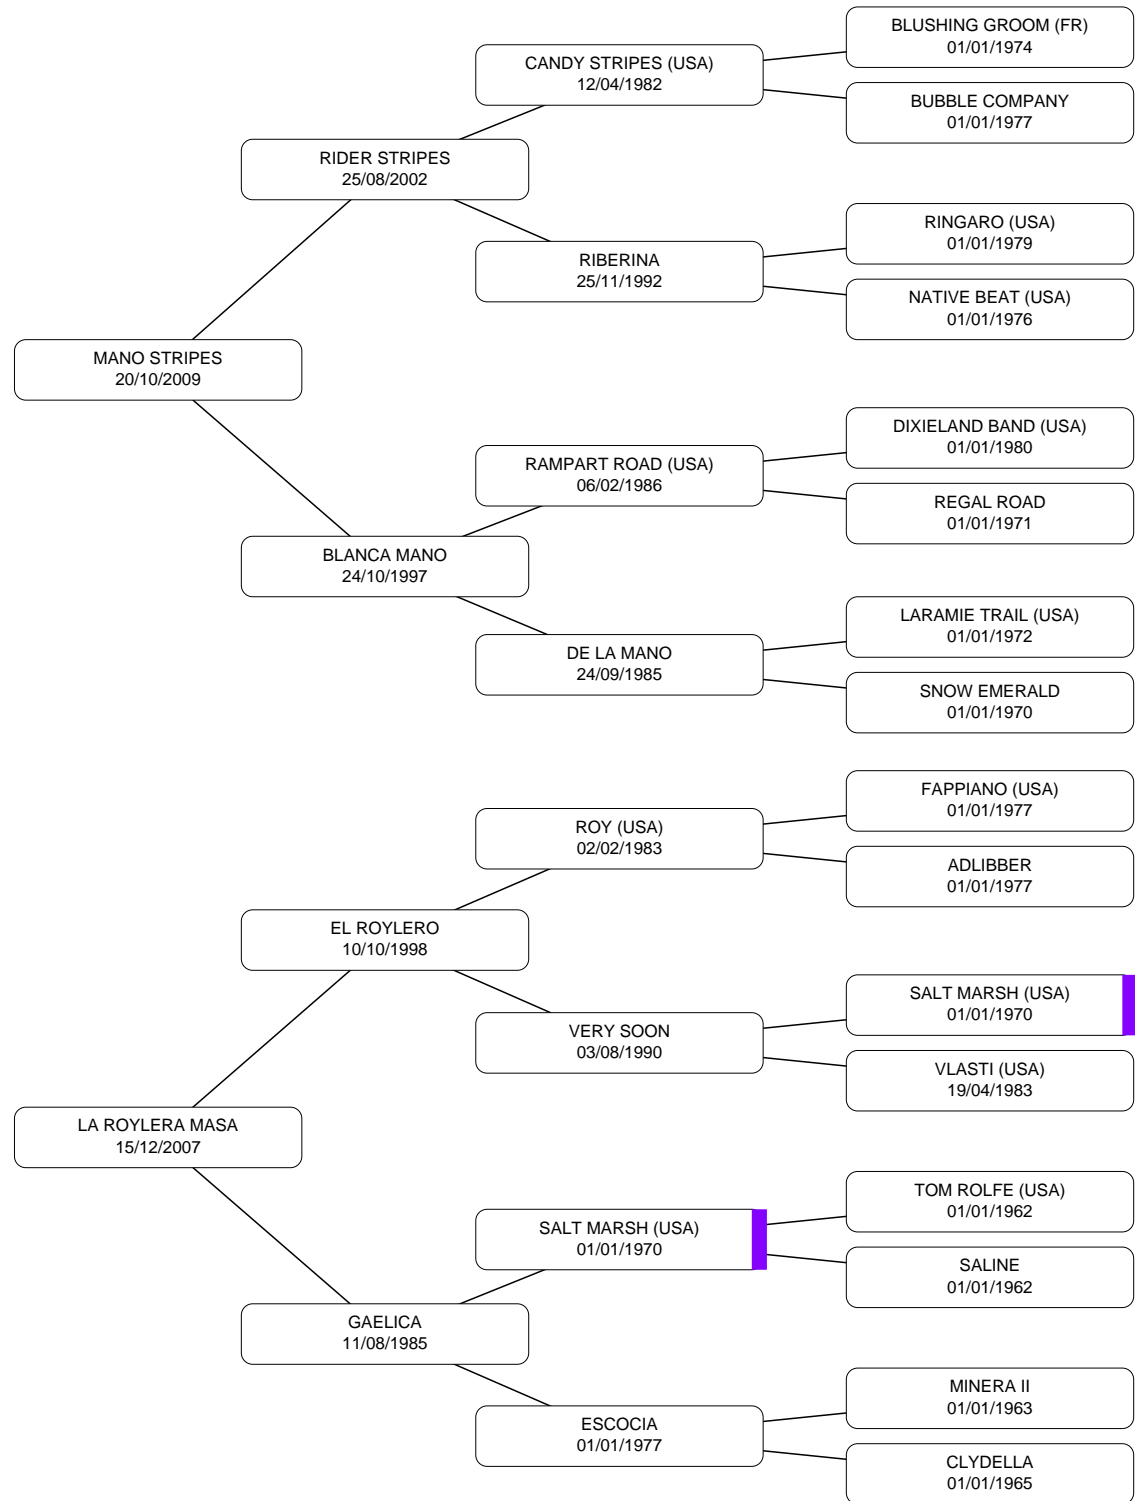 BLUSHING GROOM (FR)
01/01/1974
CANDY STRIPES (USA)
12/04/1982
BUBBLE COMPANY
01/01/1977
RIDER STRIPES
25/08/2002
RINGARO (USA)
01/01/1979
RIBERINA
25/11/1992
NATIVE BEAT (USA)
01/01/1976
MANO STRIPES
20/10/2009
DIXIELAND BAND (USA)
01/01/1980
RAMPART ROAD (USA)
06/02/1986
REGAL ROAD
01/01/1971
BLANCA MANO
24/10/1997
LARAMIE TRAIL (USA)
01/01/1972
DE LA MANO
24/09/1985
SNOW EMERALD
01/01/1970
FAPPIANO (USA)
01/01/1977
ROY (USA)
02/02/1983
ADLIBBER
01/01/1977
EL ROYLERO
10/10/1998
SALT MARSH (USA)
01/01/1970
VERY SOON
03/08/1990
VLASTI (USA)
19/04/1983
LA ROYLERA MASA
15/12/2007
TOM ROLFE (USA)
01/01/1962
SALT MARSH (USA)
01/01/1970
SALINE
01/01/1962
GAELICA
11/08/1985
MINERA II
01/01/1963
ESCOCIA
01/01/1977
CLYDELLA
01/01/1965